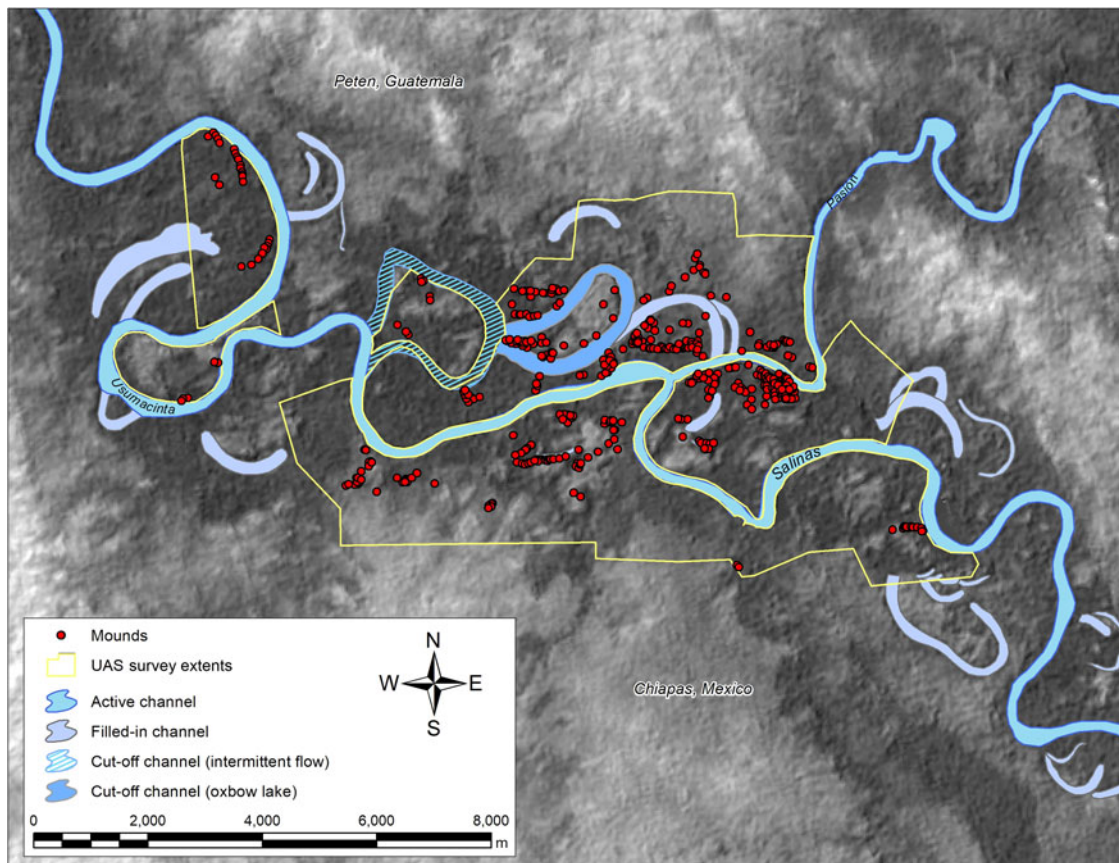 Peten, Guatemala
Pasión
Usumacinta
Salinas
Chiapas, Mexico
Mounds
UAS survey extents
Active channel
Filled-in channel
Cut-off channel (intermittent flow)
Cut-off channel (oxbow lake)
N
W E
S
0 2,000 4,000 6,000 8,000
m